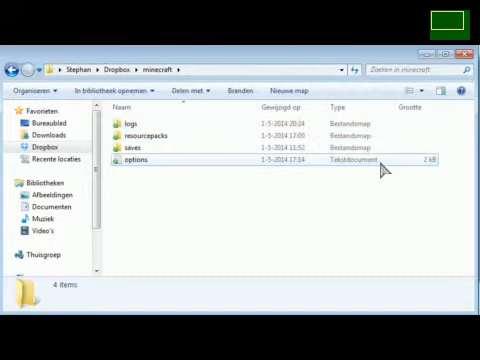 Stephan Dropbox minecraft
Zoeken in minecraft
Organiseren In bibliotheek opnemen Delen met Branden Nieuwe map
Favorieten
Bureaublad
Downloads
Dropbox
Recente locaties
Bibliotheken
Afbeeldingen
Documenten
Muziek
Video's
Thuisgroep
Naam Gewijzigd op Type Grootte
logs 1-5-2014 20:24 Bestandsmap
resourcepacks 1-5-2014 17:00 Bestandsmap
saves 1-5-2014 11:52 Bestandsmap
options 1-5-2014 17:14 Tekstdocument 2 kB
4 items